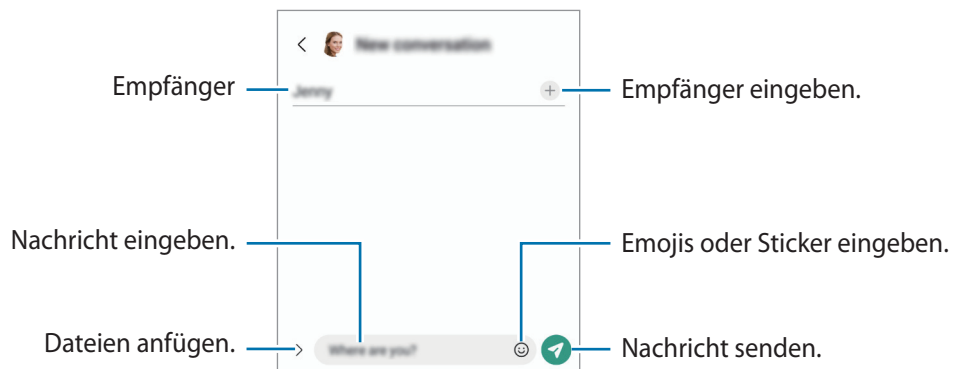 New conversation
Empfänger
Jenny
Empfänger eingeben.
Nachricht eingeben.
Emojis oder Sticker eingeben.
Dateien anfügen.
Where are you?
Nachricht senden.